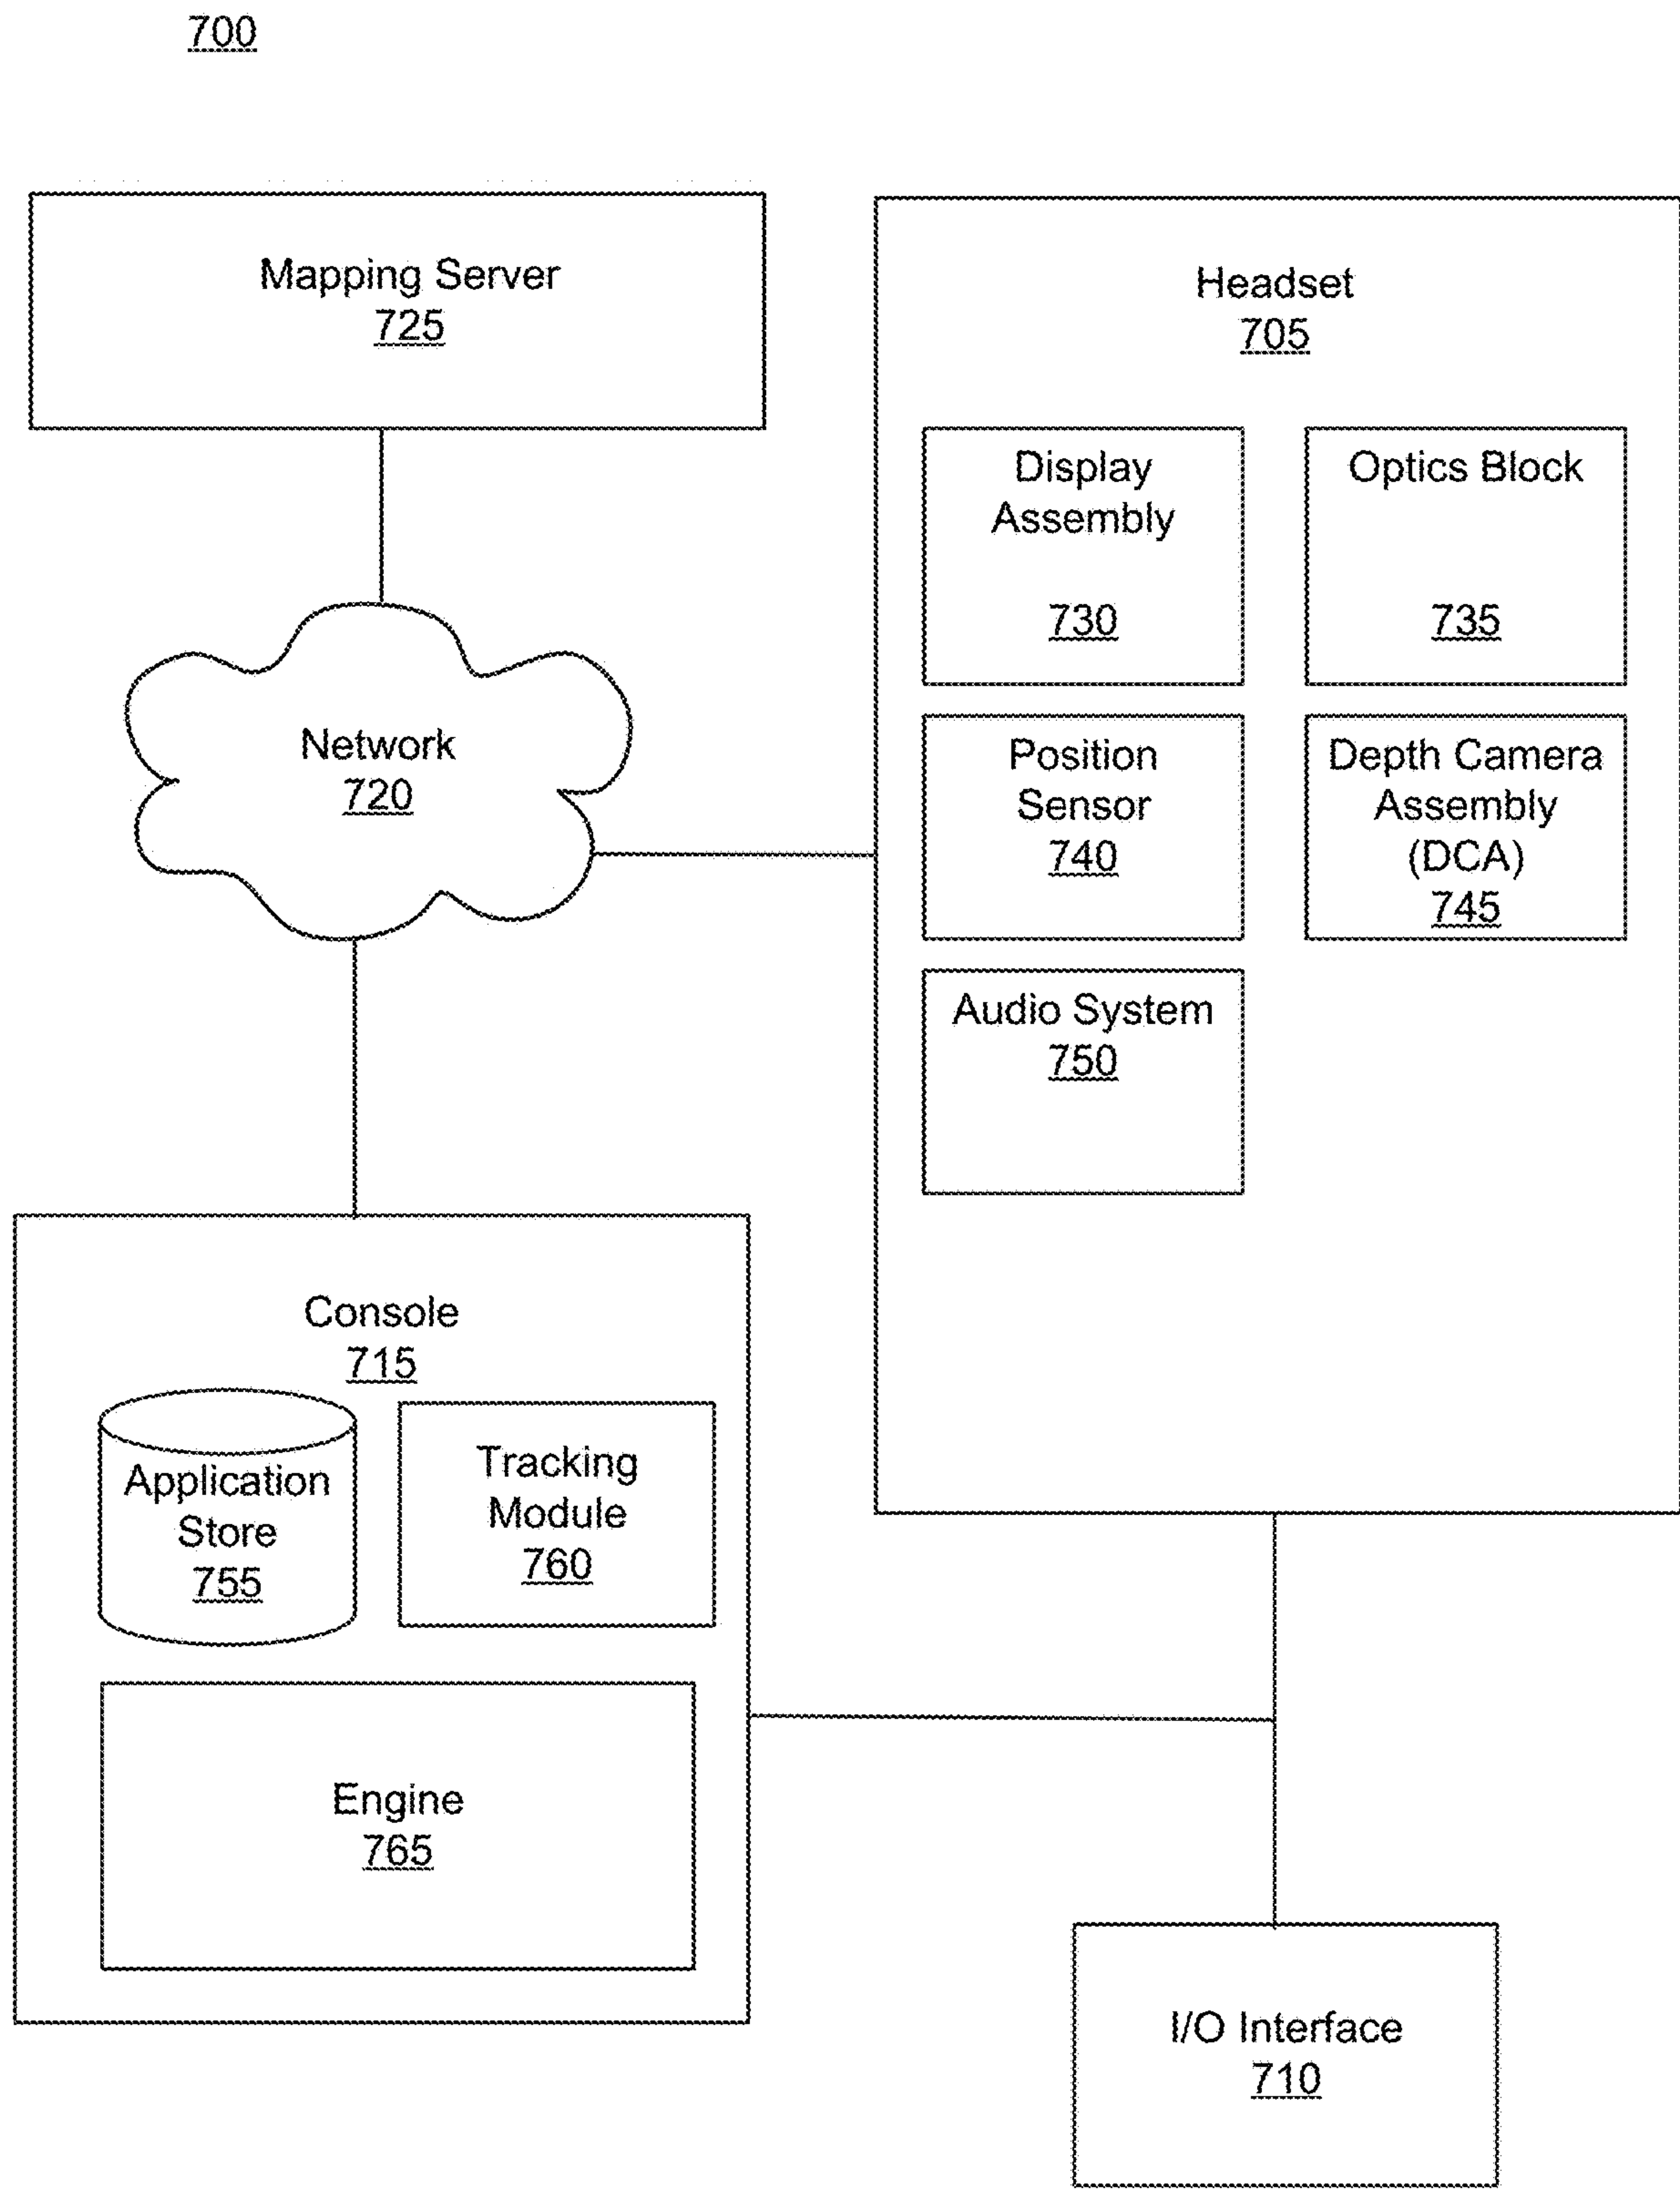 700
Mapping Server
725
Headset
705
Display
Assembly
730
Optics Block
735
Network
720
Position
Sensor
740
Depth Camera
Assembly
(DCA)
745
Audio System
750
Console
715
Application
Store
755
Tracking
Module
760
Engine
765
I/O Interface
710